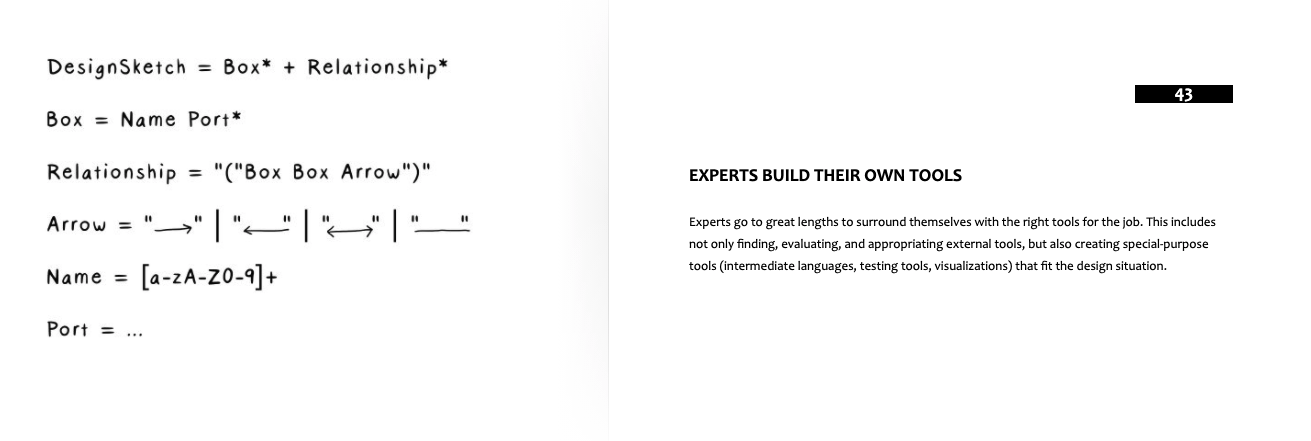 DesignSketch = Box* + Relationship*
Box = Name Port*
Relationship = "("Box Box Arrow")"
Arrow = "→" | "←" | "↔" | "—"
Name = [a-zA-Z0-9]+
Port = ...
43
EXPERTS BUILD THEIR OWN TOOLS
Experts go to great lengths to surround themselves with the right tools for the job. This includes
not only finding, evaluating, and appropriating external tools, but also creating special-purpose
tools (intermediate languages, testing tools, visualizations) that fit the design situation.